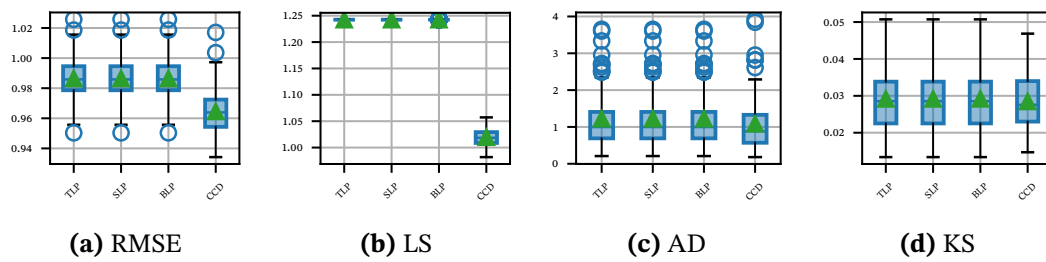 1.02
1.00
0.98
0.96
0.94
TLP
SLP
BLP
CCD
(a) RMSE
1.25
1.20
1.15
1.10
1.05
1.00
TLP
SLP
BLP
CCD
(b) LS
4
3
2
1
0
TLP
SLP
BLP
CCD
(c) AD
0.05
0.04
0.03
0.02
TLP
SLP
BLP
CCD
(d) KS